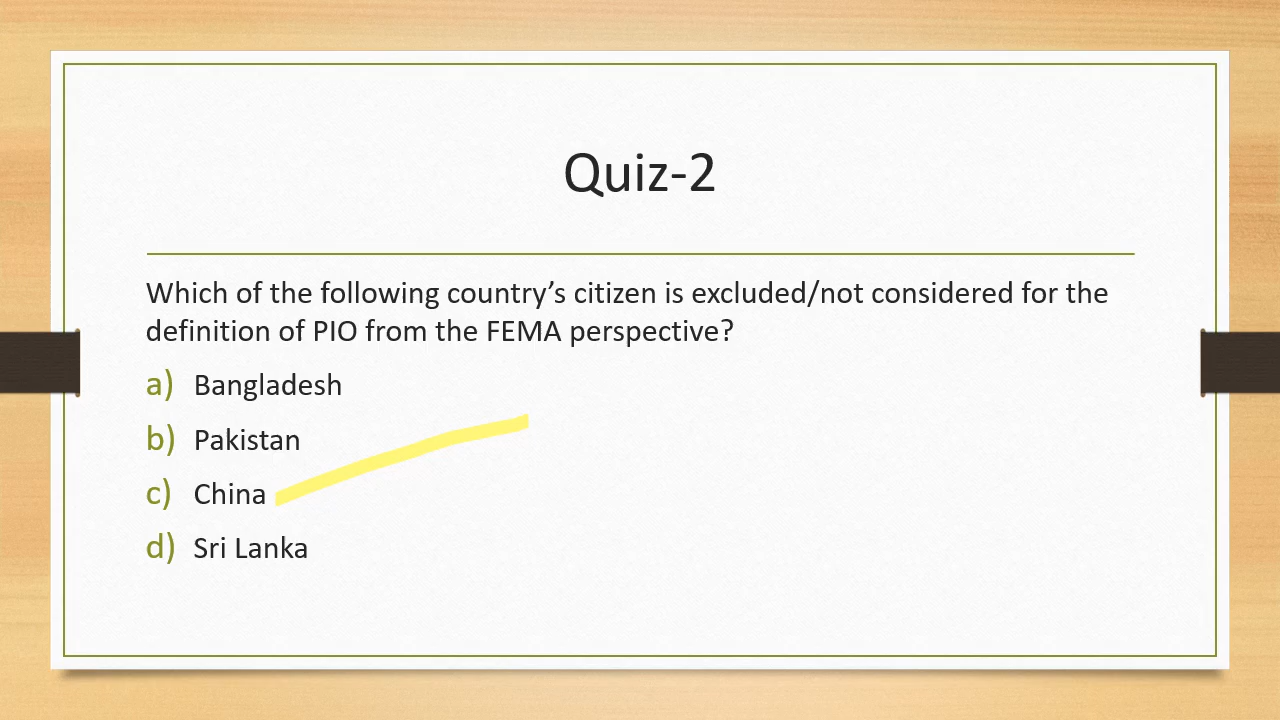 Quiz-2
Which of the following country’s citizen is excluded/not considered for the
definition of PIO from the FEMA perspective?
a) Bangladesh
b) Pakistan
c) China
d) Sri Lanka